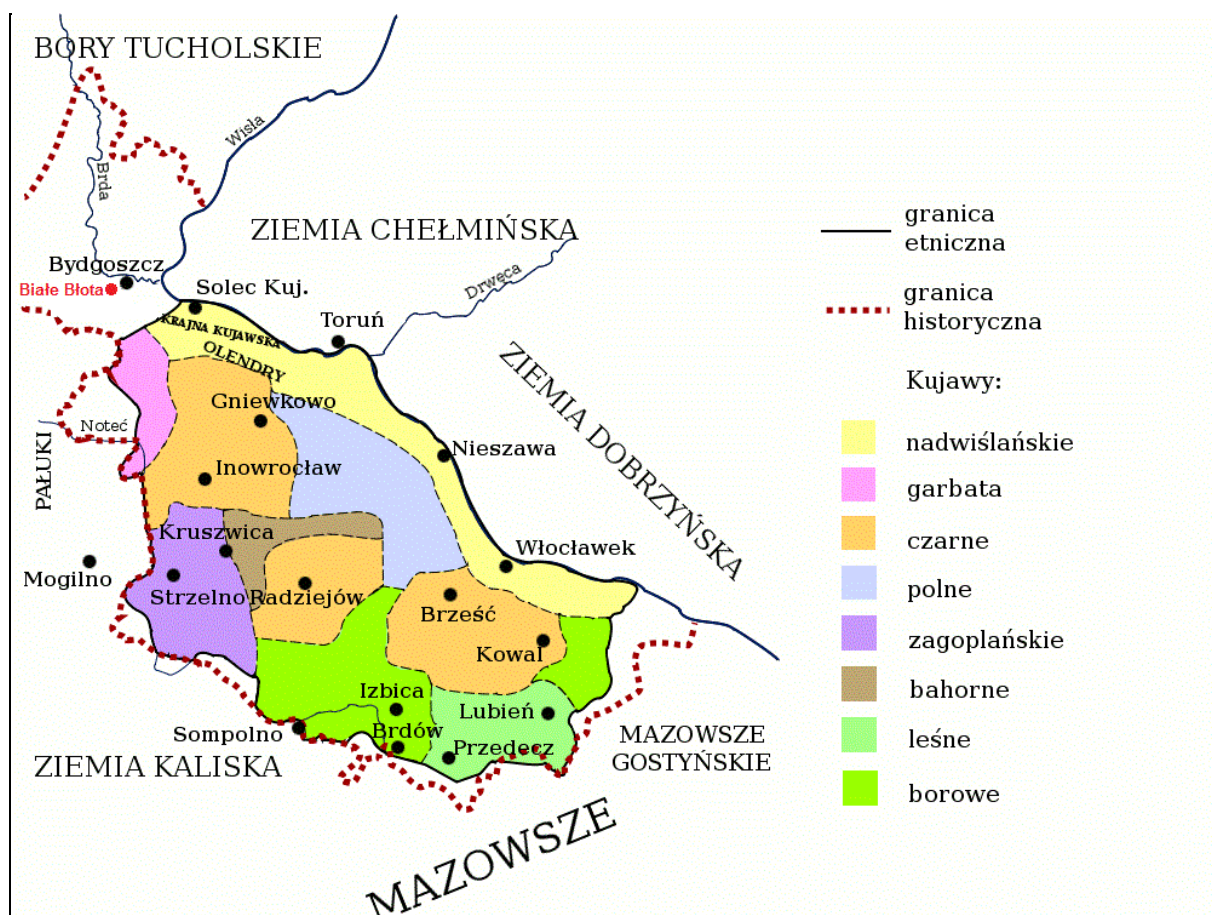 BORY TUCHOLSKIE
Wisla
Brda
ZIEMIA CHEŁMIŃSKA
Drwęca
Bydgoszcz
Białe Błota
Solec Kuj.
KRAJNA KUJAWSKA
Toruń
OLENDRY
ZIEMIA DOBRZYŃSKA
Gniewkowo
Noteć
PAŁUKI
Nieszawa
Inowrocław
Kruszwica
Włocławek
Mogilno
Strzelno
Radziejów
Brześć
Kowal
Izbica
Lubień
Sompolno
Brdów
Przedecz
MAZOWSZE
GOSTYŃSKIE
ZIEMIA KALISKA
MAZOWSZE
granica
etniczna
granica
historyczna
Kujawy:
nadwiślańskie
garbata
czarne
polne
zagoplańskie
bahorne
leśne
borowe